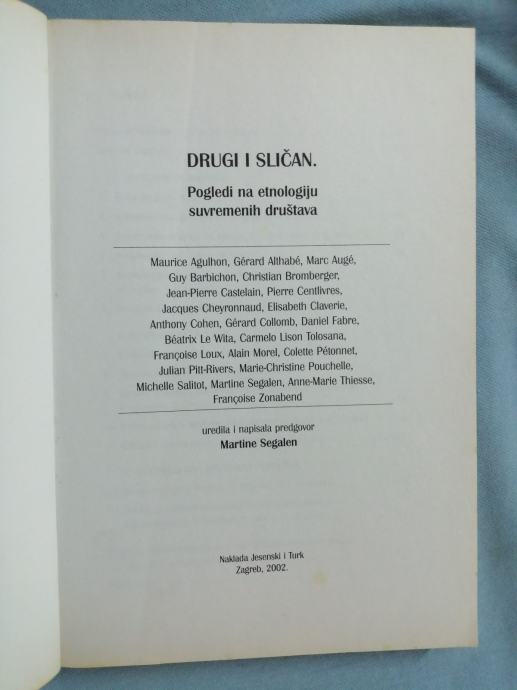 DRUGI I SLIČAN.
Pogledi na etnologiju
suvremenih društava
Maurice Agulhon, Gérard Althabé, Marc Augé,
Guy Barbichon, Christian Bromberger,
Jean-Pierre Castelain, Pierre Centlivres,
Jacques Cheyronnaud, Elisabeth Claverie,
Anthony Cohen, Gérard Collomb, Daniel Fabre,
Béatrix Le Wita, Carmelo Lison Tolosana,
Françoise Loux, Alain Morel, Colette Pétonnet,
Julian Pitt-Rivers, Marie-Christine Pouchelle,
Michelle Salitot, Martine Segalen, Anne-Marie Thiesse,
Françoise Zonabend
uredila i napisala predgovor
Martine Segalen
Naklada Jesenski i Turk
Zagreb, 2002.